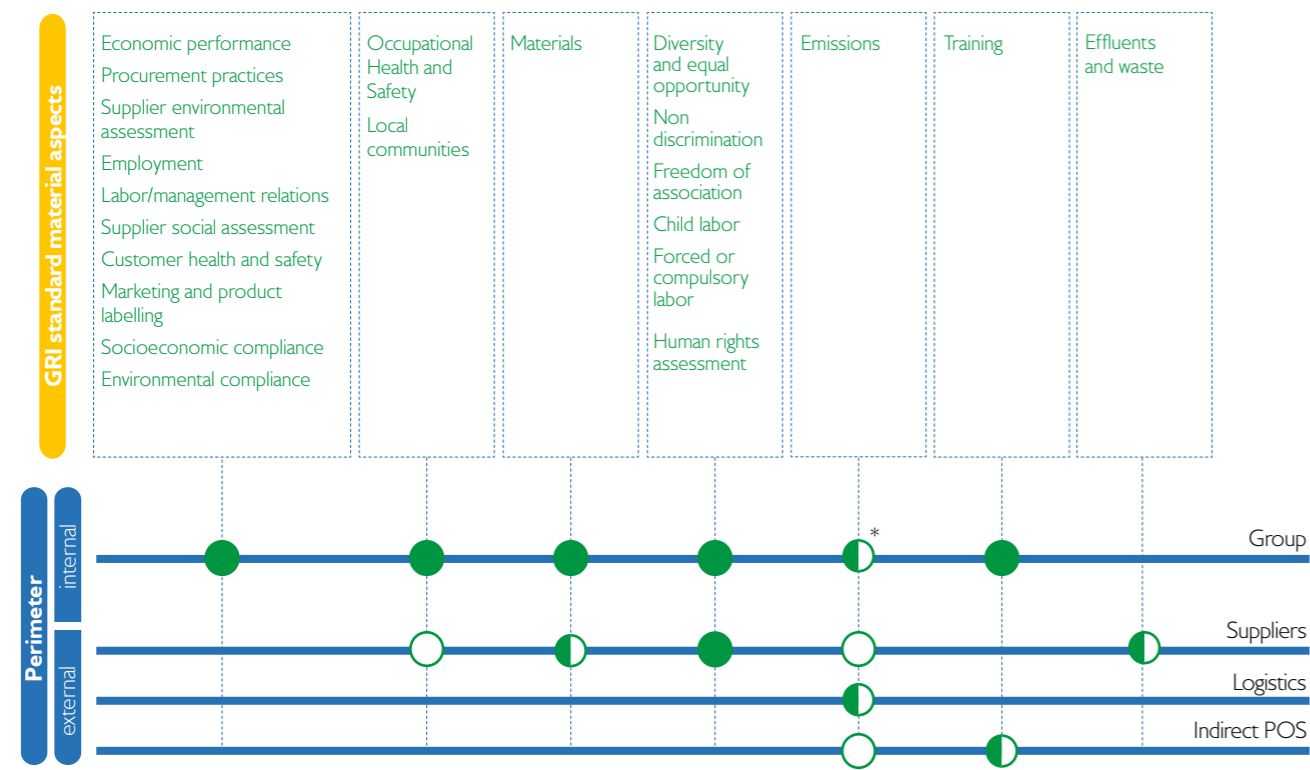 GRI standard material aspects
Economic performance
Procurement practices
Supplier environmental
assessment
Employment
Labor/management relations
Supplier social assessment
Customer health and safety
Marketing and product
labelling
Socioeconomic compliance
Environmental compliance
Occupational
Health and
Safety
Local
communities
Materials
Diversity
and equal
opportunity
Non
discrimination
Freedom of
association
Child labor
Forced or
compulsory
labor
Human rights
assessment
Emissions
Training
Effluents
and waste
Perimeter
internal
external
*
Group
Suppliers
Logistics
Indirect POS